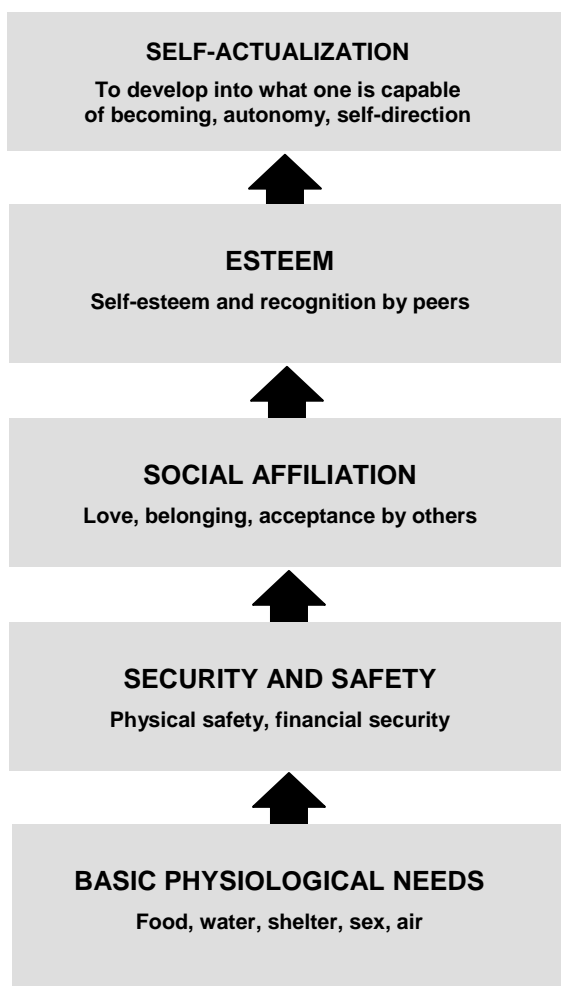 SELF-ACTUALIZATION
To develop into what one is capable
of becoming, autonomy, self-direction
ESTEEM
Self-esteem and recognition by peers
SOCIAL AFFILIATION
Love, belonging, acceptance by others
SECURITY AND SAFETY
Physical safety, financial security
BASIC PHYSIOLOGICAL NEEDS
Food, water, shelter, sex, air